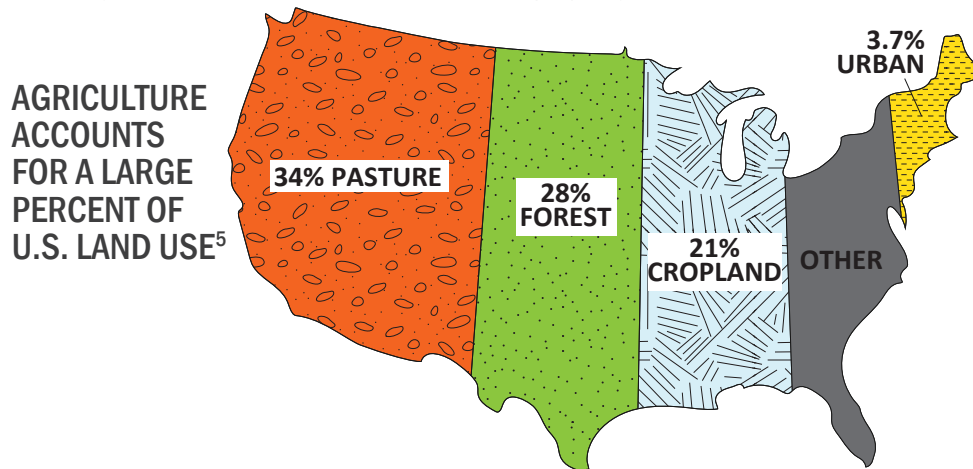 AGRICULTURE
ACCOUNTS
FOR A LARGE
PERCENT OF
U.S. LAND USE⁵
34% PASTURE
28%
FOREST
21%
CROPLAND
OTHER
3.7%
URBAN